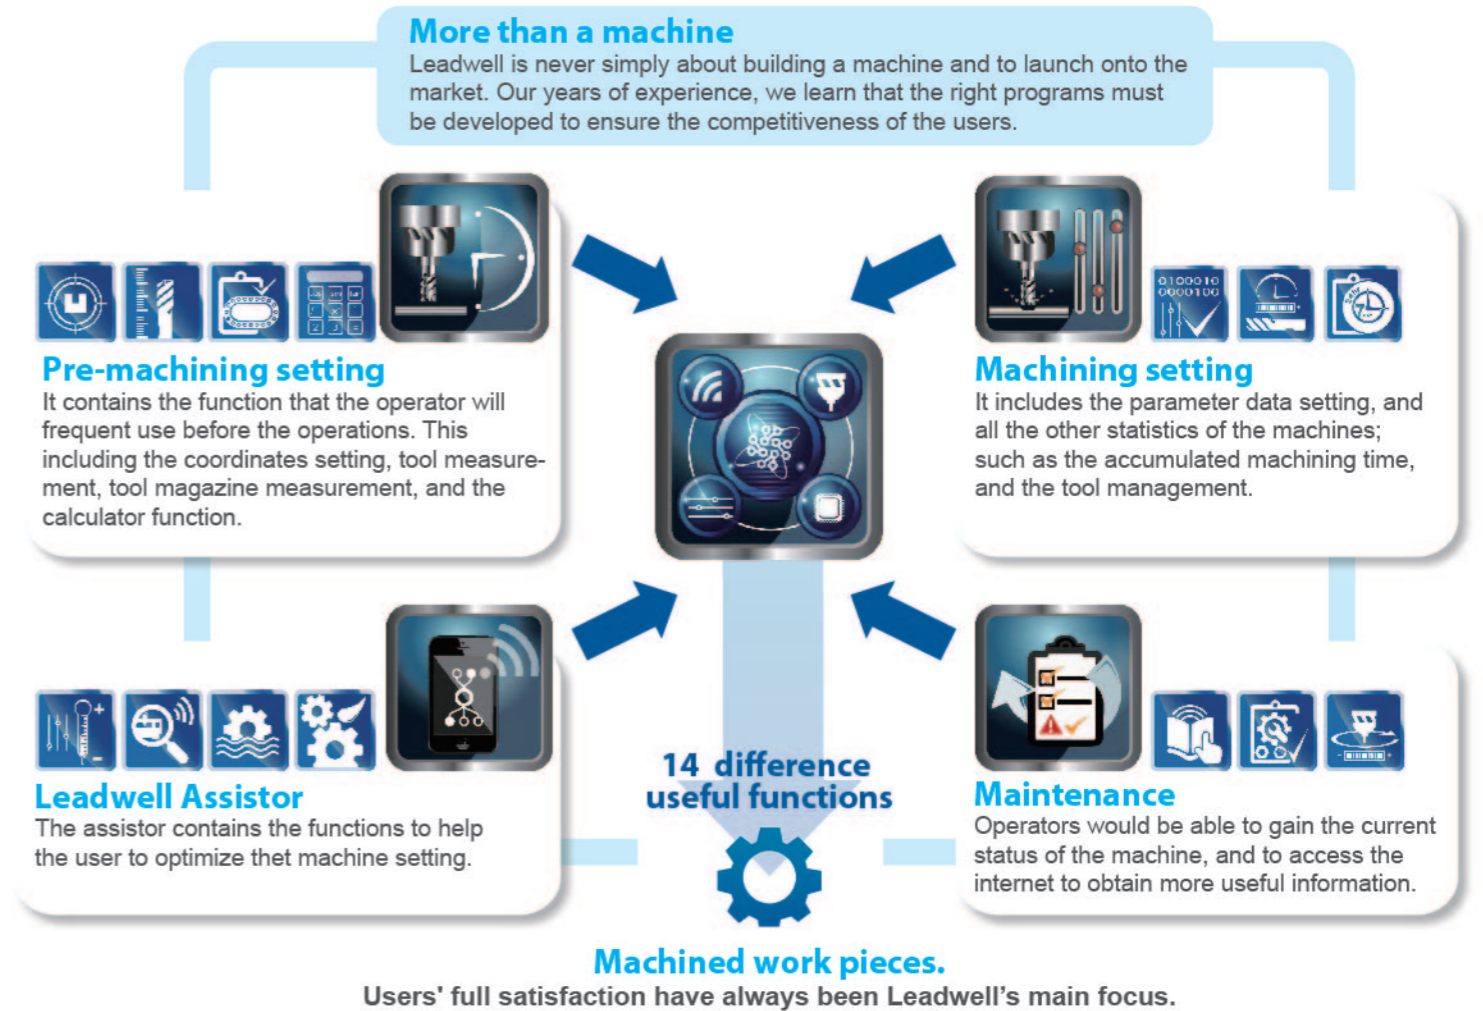 More than a machine
Leadwell is never simply about building a machine and to launch onto the
market. Our years of experience, we learn that the right programs must
be developed to ensure the competitiveness of the users.
0100010
0000100
Pre-machining setting
It contains the function that the operator will
frequent use before the operations. This
including the coordinates setting, tool measure-
ment, tool magazine measurement, and the
calculator function.
Machining setting
It includes the parameter data setting, and
all the other statistics of the machines;
such as the accumulated machining time,
and the tool management.
Leadwell Assistor
The assistor contains the functions to help
the user to optimize thet machine setting.
14 difference
useful functions
Maintenance
Operators would be able to gain the current
status of the machine, and to access the
internet to obtain more useful information.
Machined work pieces.
Users' full satisfaction have always been Leadwell's main focus.